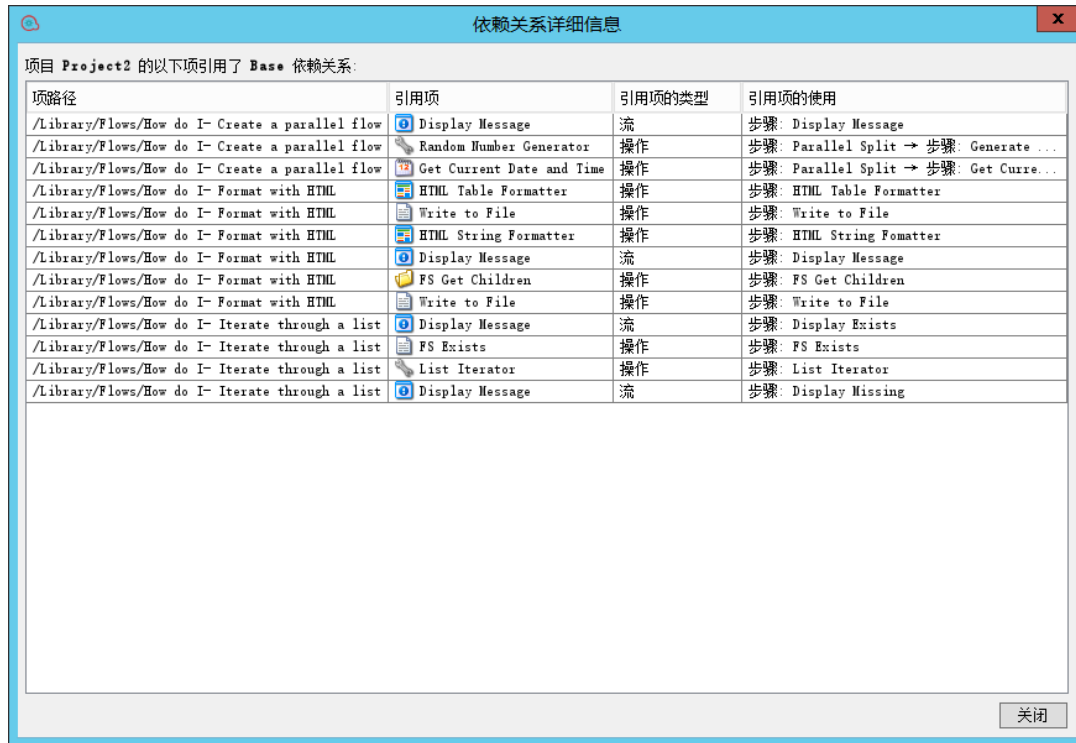 依赖关系详细信息
x
项目 Project2 的以下项引用了 Base 依赖关系:
项路径 引用项 引用项的类型 引用项的使用
/Library/Flows/How do I- Create a parallel flow Display Message 流 步骤: Display Message
/Library/Flows/How do I- Create a parallel flow Random Number Generator 操作 步骤: Parallel Split → 步骤: Generate ...
/Library/Flows/How do I- Create a parallel flow Get Current Date and Time 操作 步骤: Parallel Split → 步骤: Get Curre...
/Library/Flows/How do I- Format with HTML HTML Table Formatter 操作 步骤: HTML Table Formatter
/Library/Flows/How do I- Format with HTML Write to File 操作 步骤: Write to File
/Library/Flows/How do I- Format with HTML HTML String Formatter 操作 步骤: HTML String Fomatter
/Library/Flows/How do I- Format with HTML Display Message 流 步骤: Display Message
/Library/Flows/How do I- Format with HTML FS Get Children 操作 步骤: FS Get Children
/Library/Flows/How do I- Format with HTML Write to File 操作 步骤: Write to File
/Library/Flows/How do I- Iterate through a list Display Message 流 步骤: Display Exists
/Library/Flows/How do I- Iterate through a list FS Exists 操作 步骤: FS Exists
/Library/Flows/How do I- Iterate through a list List Iterator 操作 步骤: List Iterator
/Library/Flows/How do I- Iterate through a list Display Message 流 步骤: Display Missing
关闭